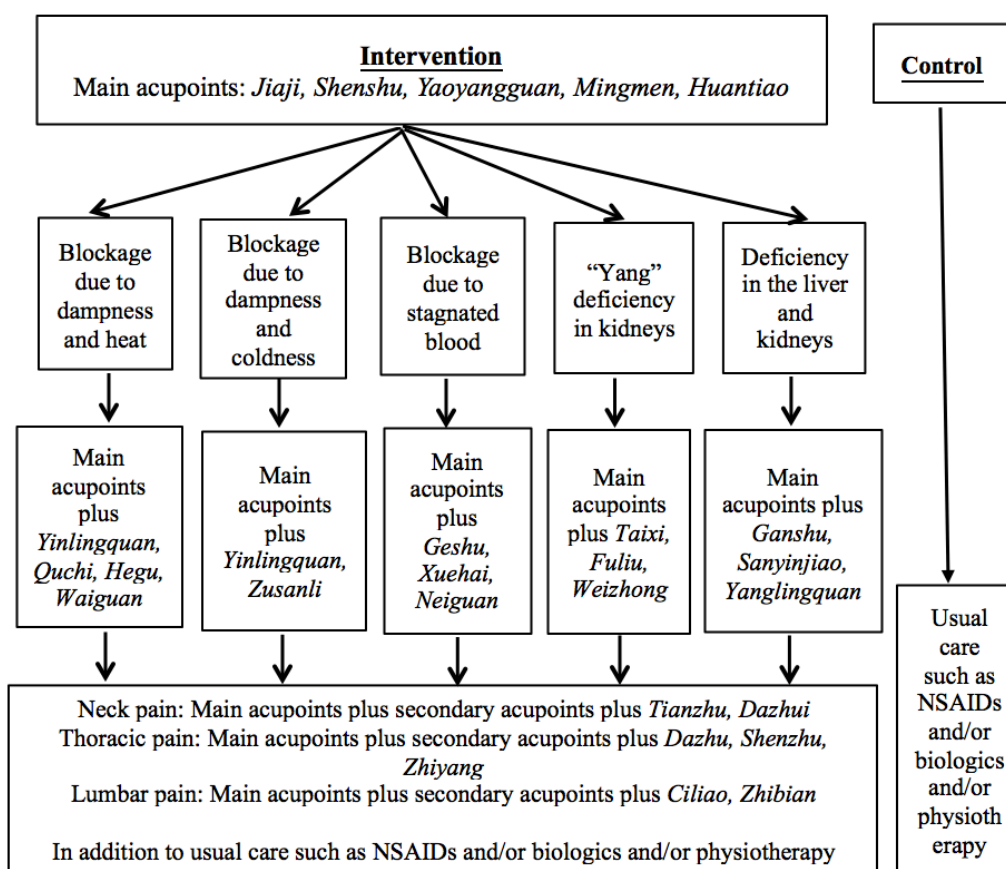 Intervention
Main acupoints: Jiaji, Shenshu, Yaoyangguan, Mingmen, Huantiao
Control
Blockage
due to
dampness
and heat
Blockage
due to
dampness
and
coldness
Blockage
due to
stagnated
blood
“Yang”
deficiency
in kidneys
Deficiency
in the liver
and
kidneys
Main
acupoints
plus
Yinlingquan,
Quchi, Hegu,
Waiguan
Main
acupoints
plus
Yinlingquan,
Zusanli
Main
acupoints
plus
Geshu,
Xuehai,
Neiguan
Main
acupoints
plus Taixi,
Fuliu,
Weizhong
Main
acupoints plus
Ganshu,
Sanyinjiao,
Yanglingquan
Neck pain: Main acupoints plus secondary acupoints plus Tianzhu, Dazhui
Thoracic pain: Main acupoints plus secondary acupoints plus Dazhu, Shenzhu,
Zhiyang
Lumbar pain: Main acupoints plus secondary acupoints plus Ciliao, Zhibian
In addition to usual care such as NSAIDs and/or biologics and/or physiotherapy
Usual
care
such as
NSAIDs
and/or
biologics
and/or
physioth
erapy